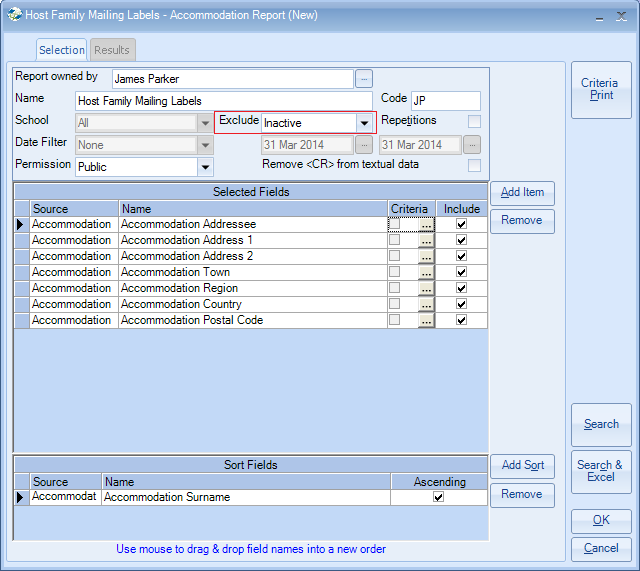 Host Family Mailing Labels - Accommodation Report (New)
Selection Results
Report owned by James Parker ...
Name Host Family Mailing Labels Code JP
School All Exclude Inactive Repetitions
Date Filter None 31 Mar 2014 ... 31 Mar 2014 ...
Permission Public Remove <CR> from textual data
Criteria
Print
Selected Fields
Source Name Criteria Include
Accommodation Accommodation Addressee ...
Accommodation Accommodation Address 1 ...
Accommodation Accommodation Address 2 ...
Accommodation Accommodation Town ...
Accommodation Accommodation Region ...
Accommodation Accommodation Country ...
Accommodation Accommodation Postal Code ...
Add Item
Remove
Search
Search &
Excel
OK
Cancel
Sort Fields
Source Name Ascending
Accommodat Accommodation Surname
Add Sort
Remove
Use mouse to drag & drop field names into a new order